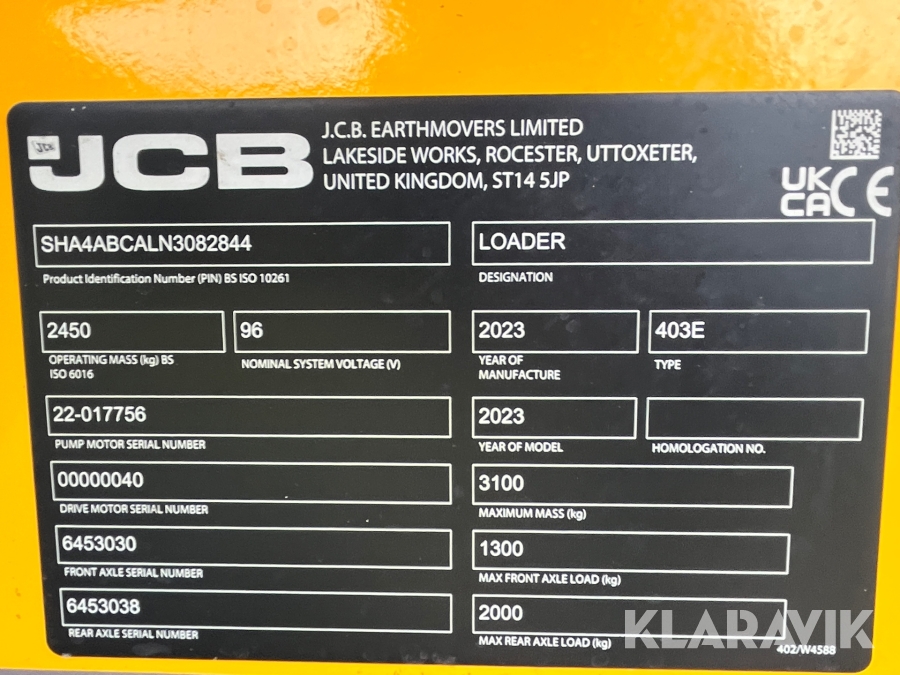 JCB
J.C.B. EARTHMOVERS LIMITED
LAKESIDE WORKS, ROCESTER, UTTOXETER,
UNITED KINGDOM, ST14 5JP
UK
CA CE
SHA4ABCALN3082844
Product Identification Number (PIN) BS ISO 10261
LOADER
DESIGNATION
2450
OPERATING MASS (kg) BS
ISO 6016
96
NOMINAL SYSTEM VOLTAGE (V)
2023
YEAR OF
MANUFACTURE
403E
TYPE
22-017756
PUMP MOTOR SERIAL NUMBER
2023
YEAR OF MODEL
HOMOLOGATION NO.
00000040
DRIVE MOTOR SERIAL NUMBER
3100
MAXIMUM MASS (kg)
6453030
FRONT AXLE SERIAL NUMBER
1300
MAX FRONT AXLE LOAD (kg)
6453038
REAR AXLE SERIAL NUMBER
2000
MAX REAR AXLE LOAD (kg)
402/W4588
KLARAVIK